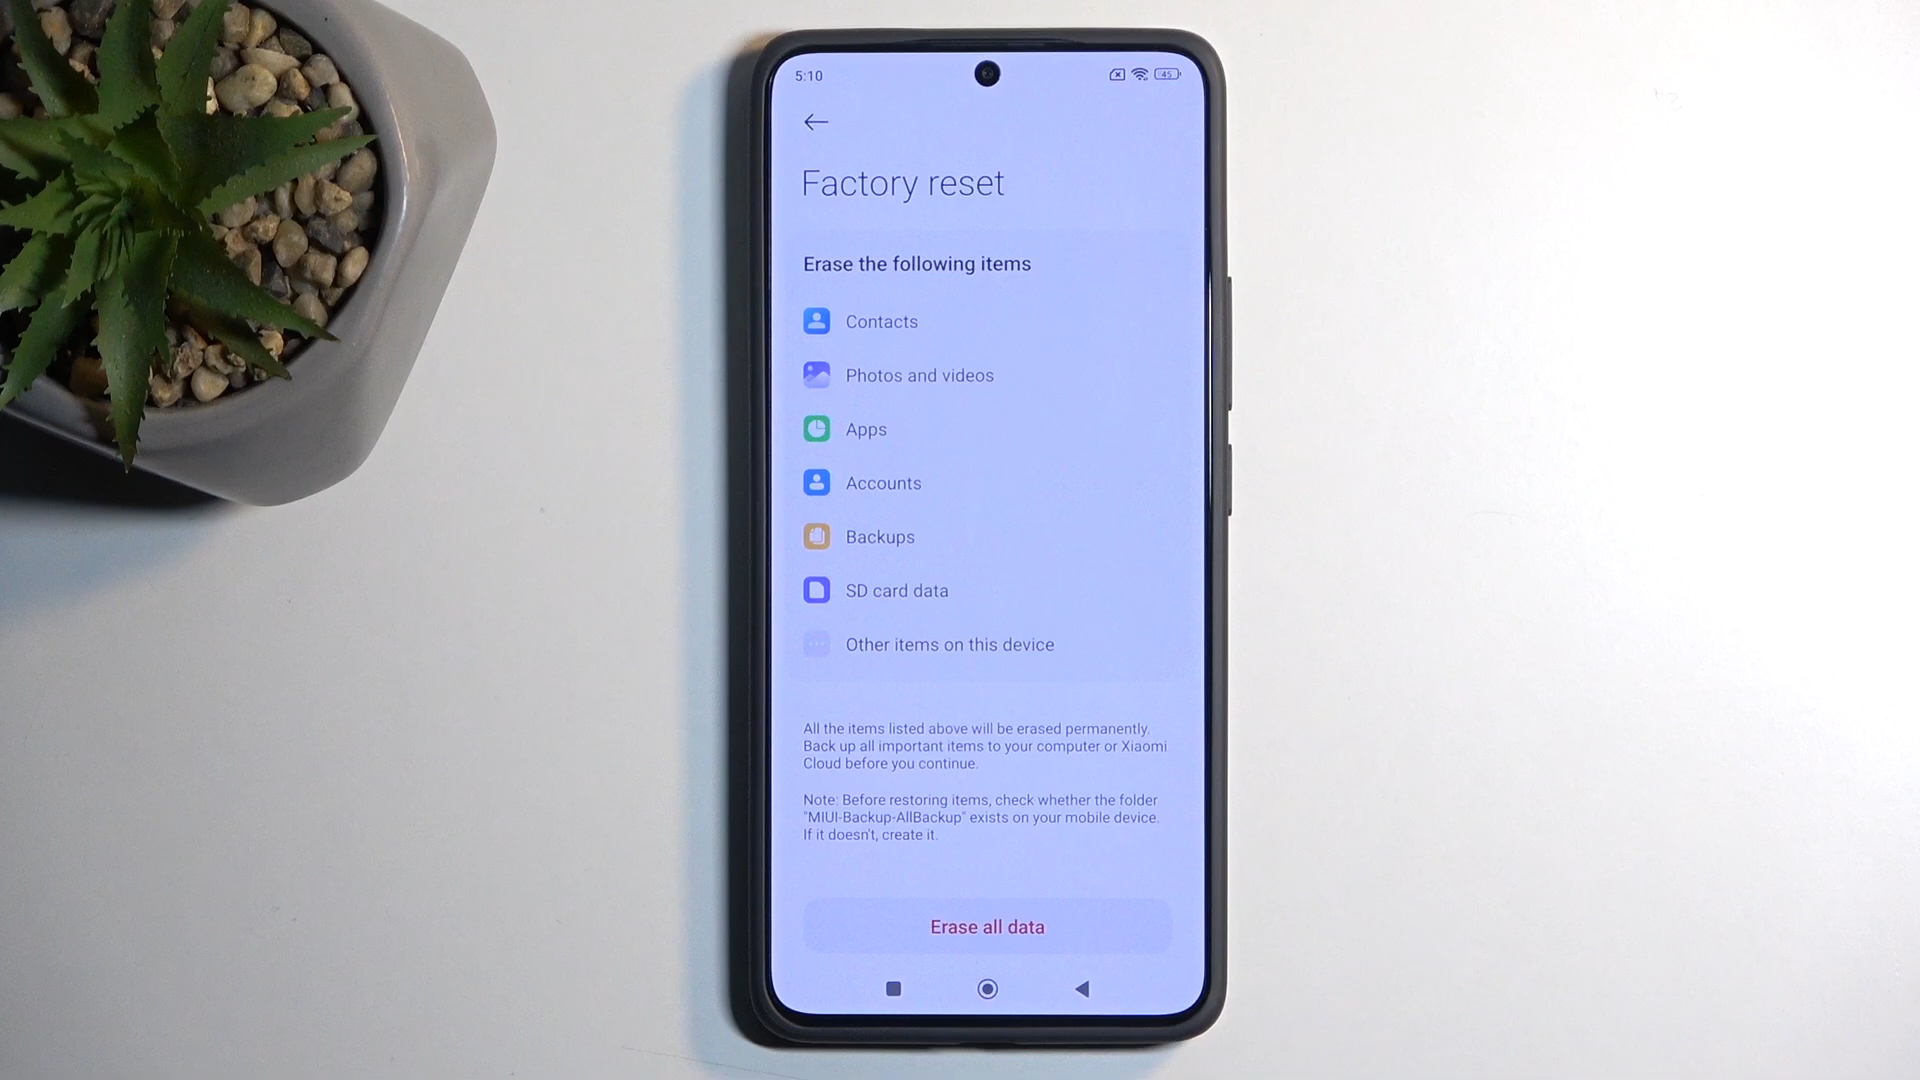 5:10
45
Factory reset
Erase the following items
Contacts
Photos and videos
Apps
Accounts
Backups
SD card data
Other items on this device
All the items listed above will be erased permanently.
Back up all important items to your computer or Xiaomi
Cloud before you continue.
Note: Before restoring items, check whether the folder
"MIUI-Backup-AllBackup" exists on your mobile device.
If it doesn't, create it.
Erase all data